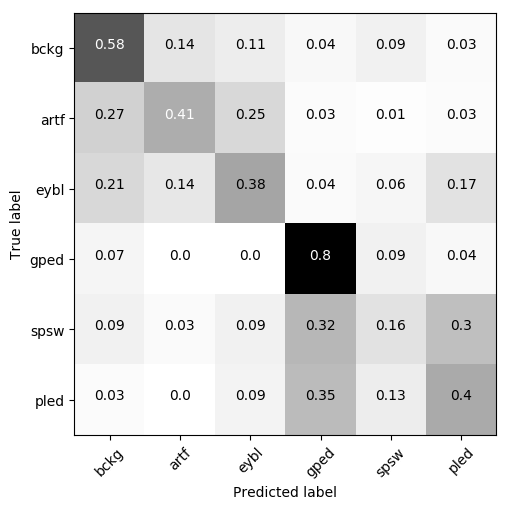 bckg 0.58 0.14 0.11 0.04 0.09 0.03
artf 0.27 0.41 0.25 0.03 0.01 0.03
eybl 0.21 0.14 0.38 0.04 0.06 0.17
gped 0.07 0.0 0.0 0.8 0.09 0.04
spsw 0.09 0.03 0.09 0.32 0.16 0.3
pled 0.03 0.0 0.09 0.35 0.13 0.4
True label
bckg artf eybl gped spsw pled
Predicted label